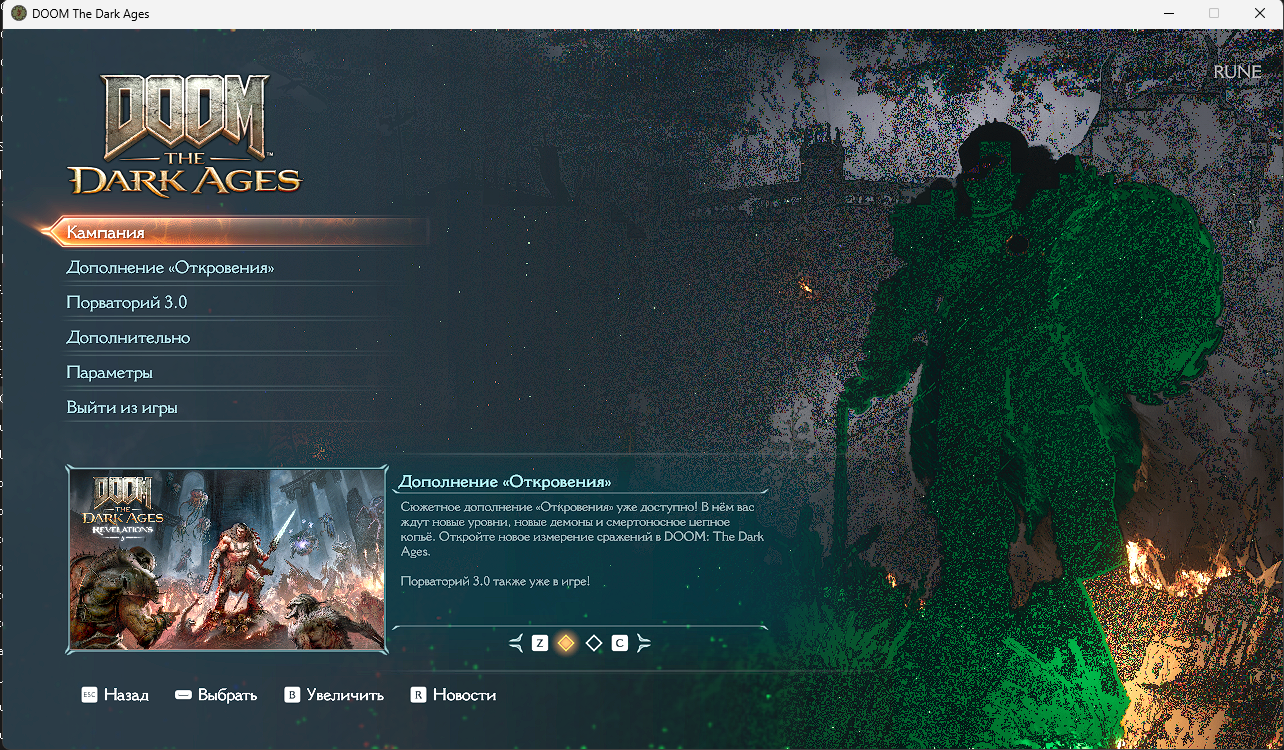 DOOM The Dark Ages
RUNE
DOOM
THE
DARK AGES
Кампания
Дополнение «Откровения»
Порваторий 3.0
Дополнительно
Параметры
Выйти из игры
DOOM
THE
DARK AGES
REVELATIONS
Дополнение «Откровения»
Сюжетное дополнение «Откровения» уже доступно! В нём вас
ждут новые уровни, новые демоны и смертоносное цепное
копьё. Откройте новое измерение сражений в DOOM: The Dark
Ages.
Порваторий 3.0 также уже в игре!
Z C
ESC Назад Выбрать B Увеличить R Новости